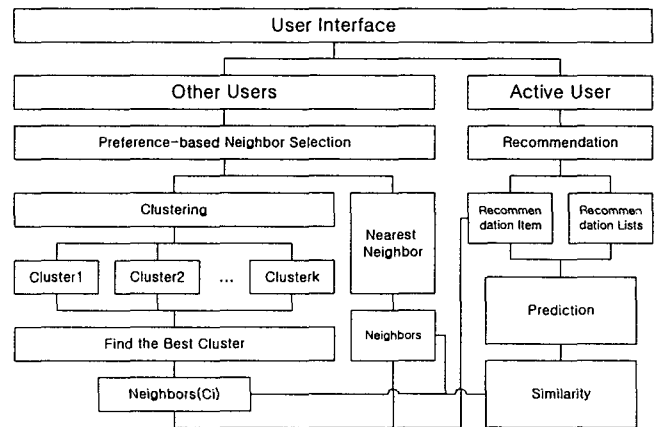 User Interface
Other Users
Active User
Preference-based Neighbor Selection
Recommendation
Clustering
Nearest
Neighbor
Recommen
dation Item
Recommen
dation Lists
Cluster1
Cluster2
...
Clusterk
Prediction
Find the Best Cluster
Neighbors
Neighbors(Ci)
Similarity